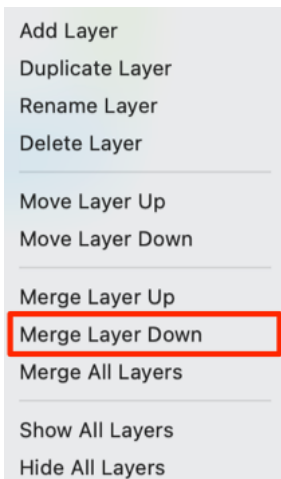 Add Layer
Duplicate Layer
Rename Layer
Delete Layer
Move Layer Up
Move Layer Down
Merge Layer Up
Merge Layer Down
Merge All Layers
Show All Layers
Hide All Layers